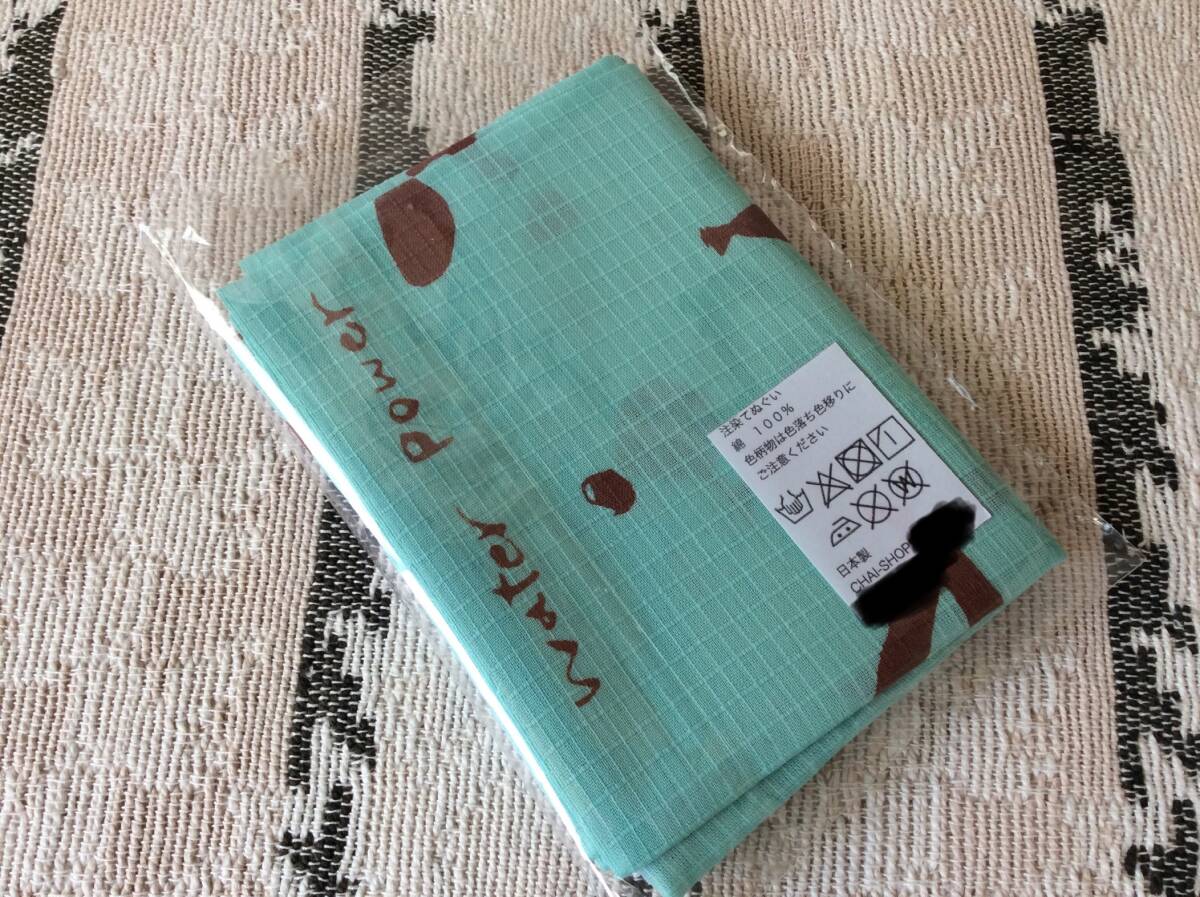 water power
注染てぬぐい
綿 100%
色柄物は色落ち色移りに
ご注意ください
W
日本製
CHAI-SHOP